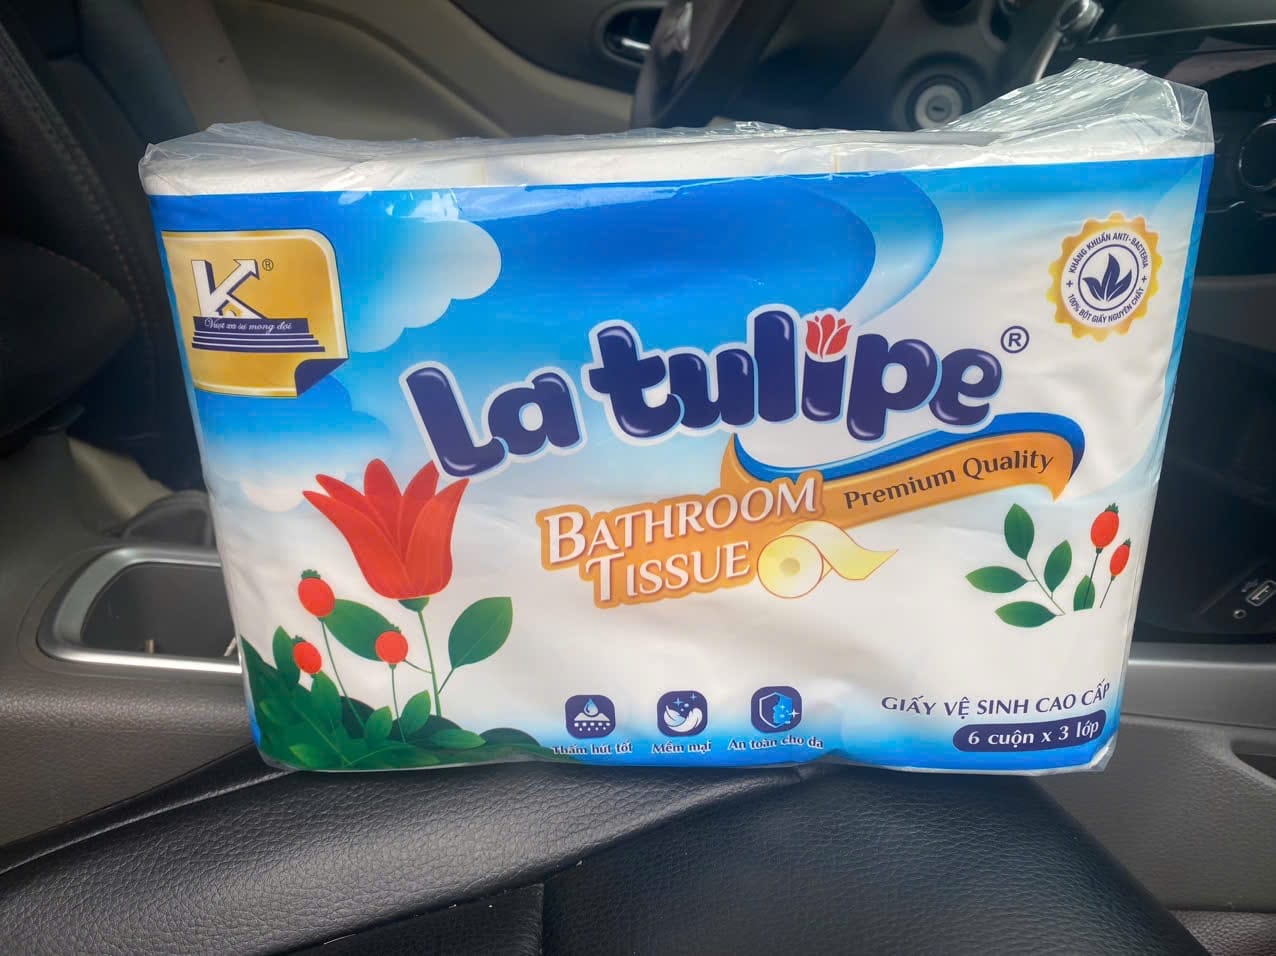 K®
Vượt xa sự mong đợi
KHÁNG KHUẨN ANTI-BACTERIA
100% BỘT GIẤY NGUYÊN CHẤT
La tulipe®
BATHROOM
TISSUE
Premium Quality
Thấm hút tốt
Mềm mại
An toàn cho da
GIẤY VỆ SINH CAO CẤP
6 cuộn x 3 lớp